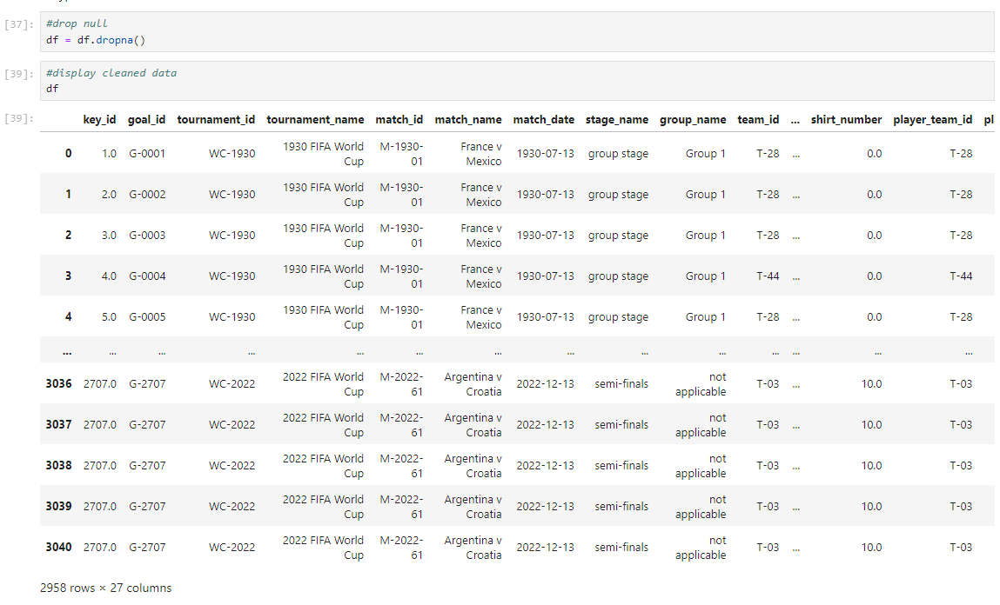 [37]: #drop null
df = df.dropna()
[39]: #display cleaned data
df
[39]: key_id goal_id tournament_id tournament_name match_id match_name match_date stage_name group_name team_id ... shirt_number player_team_id pl
0 1.0 G-0001 WC-1930 1930 FIFA World Cup M-1930-01 France v Mexico 1930-07-13 group stage Group 1 T-28 ... 0.0 T-28
1 2.0 G-0002 WC-1930 1930 FIFA World Cup M-1930-01 France v Mexico 1930-07-13 group stage Group 1 T-28 ... 0.0 T-28
2 3.0 G-0003 WC-1930 1930 FIFA World Cup M-1930-01 France v Mexico 1930-07-13 group stage Group 1 T-28 ... 0.0 T-28
3 4.0 G-0004 WC-1930 1930 FIFA World Cup M-1930-01 France v Mexico 1930-07-13 group stage Group 1 T-44 ... 0.0 T-44
4 5.0 G-0005 WC-1930 1930 FIFA World Cup M-1930-01 France v Mexico 1930-07-13 group stage Group 1 T-28 ... 0.0 T-28
... ... ... ... ... ... ... ... ... ... ... ... ... ...
3036 2707.0 G-2707 WC-2022 2022 FIFA World Cup M-2022-61 Argentina v Croatia 2022-12-13 semi-finals not applicable T-03 ... 10.0 T-03
3037 2707.0 G-2707 WC-2022 2022 FIFA World Cup M-2022-61 Argentina v Croatia 2022-12-13 semi-finals not applicable T-03 ... 10.0 T-03
3038 2707.0 G-2707 WC-2022 2022 FIFA World Cup M-2022-61 Argentina v Croatia 2022-12-13 semi-finals not applicable T-03 ... 10.0 T-03
3039 2707.0 G-2707 WC-2022 2022 FIFA World Cup M-2022-61 Argentina v Croatia 2022-12-13 semi-finals not applicable T-03 ... 10.0 T-03
3040 2707.0 G-2707 WC-2022 2022 FIFA World Cup M-2022-61 Argentina v Croatia 2022-12-13 semi-finals not applicable T-03 ... 10.0 T-03
2958 rows × 27 columns